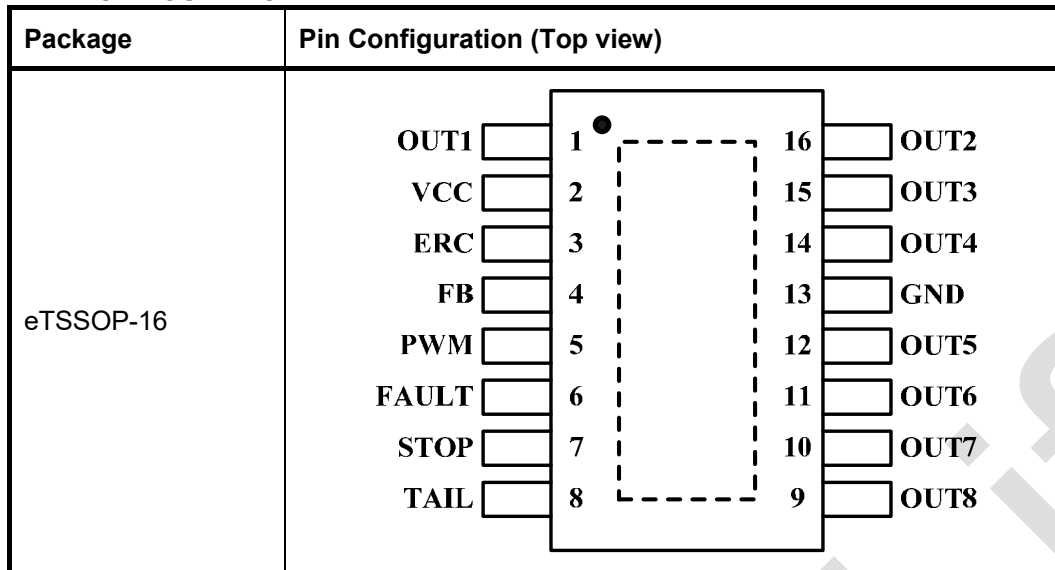 Package Pin Configuration (Top view)
eTSSOP-16
OUT1 1 16 OUT2
VCC 2 15 OUT3
ERC 3 14 OUT4
FB 4 13 GND
PWM 5 12 OUT5
FAULT 6 11 OUT6
STOP 7 10 OUT7
TAIL 8 9 OUT8